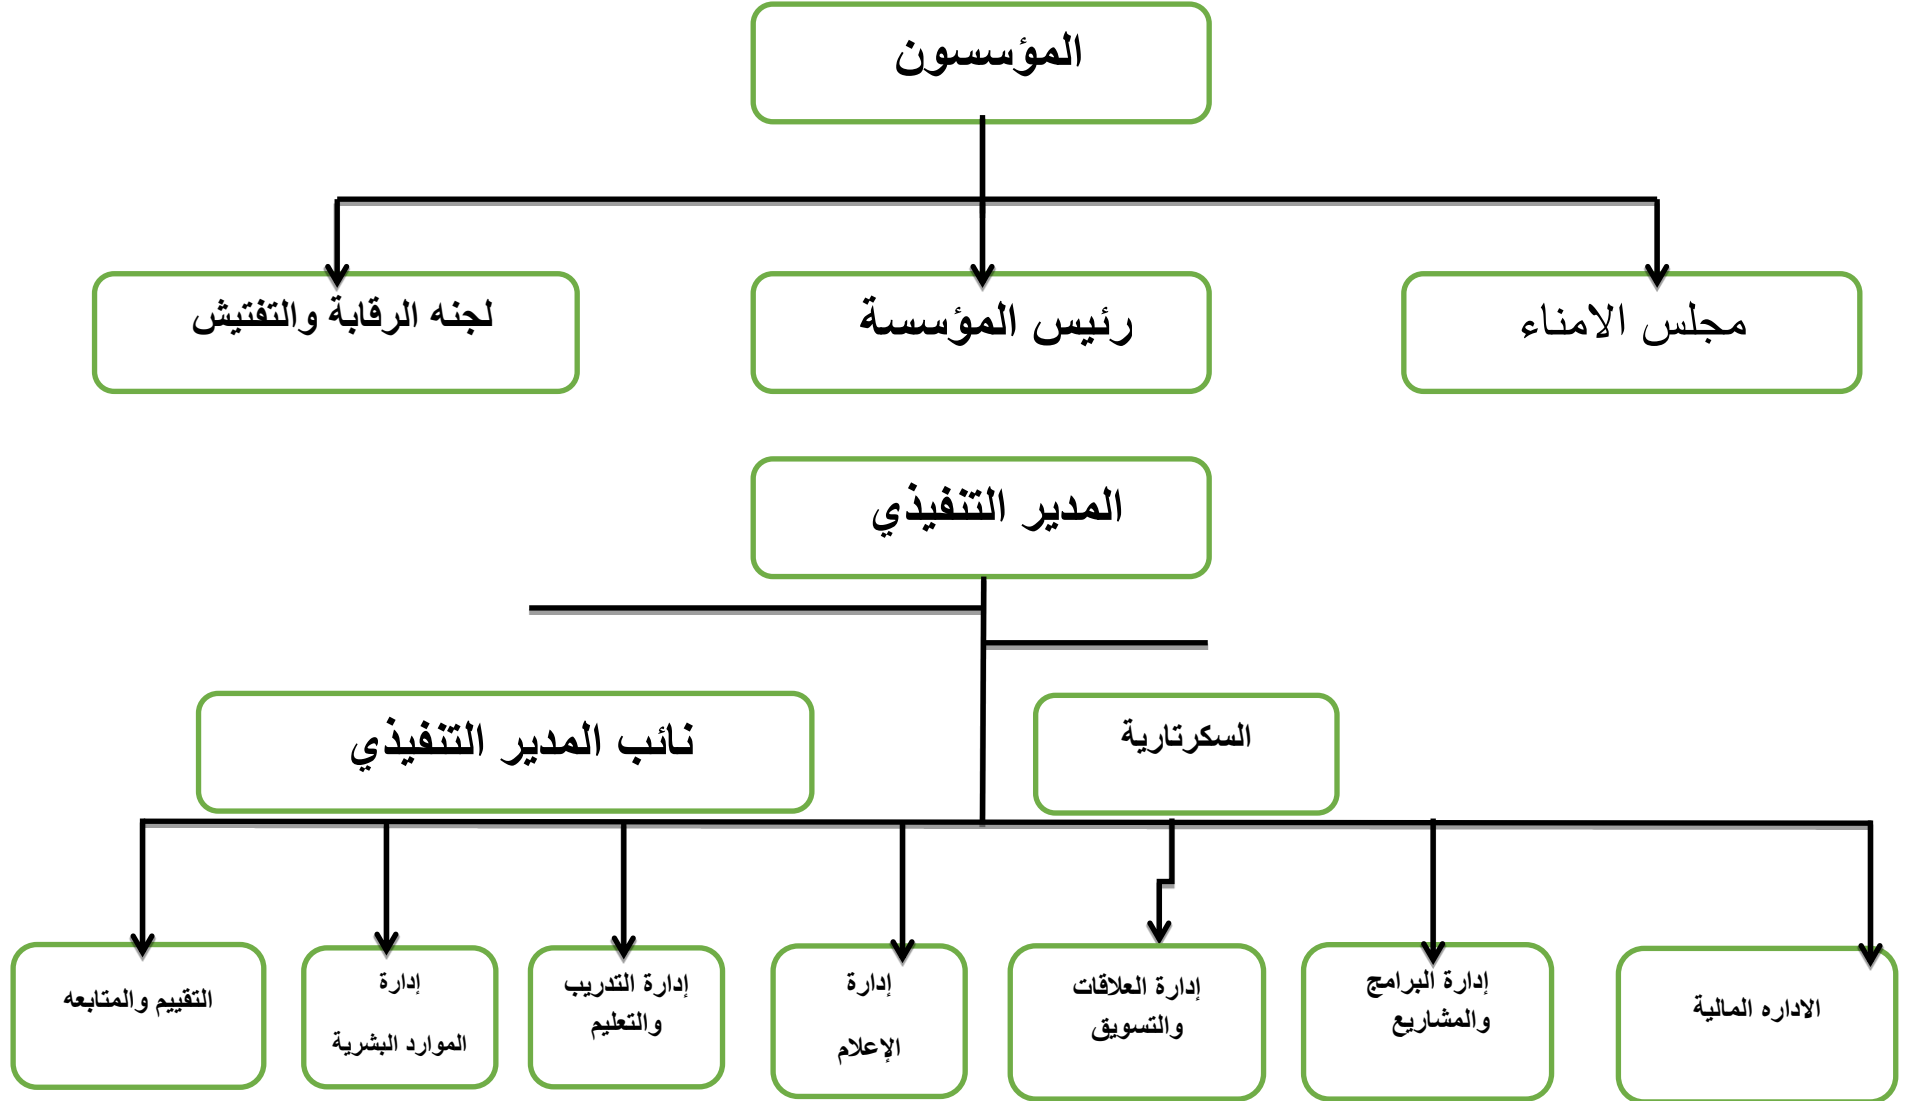 المؤسسون
مجلس الامناء
رئيس المؤسسة
لجنه الرقابة والتفتيش
المدير التنفيذي
السكرتارية
نائب المدير التنفيذي
الاداره المالية
إدارة البرامج
والمشاريع
إدارة العلاقات
والتسويق
إدارة
الإعلام
إدارة التدريب
والتعليم
إدارة
الموارد البشرية
التقييم والمتابعه